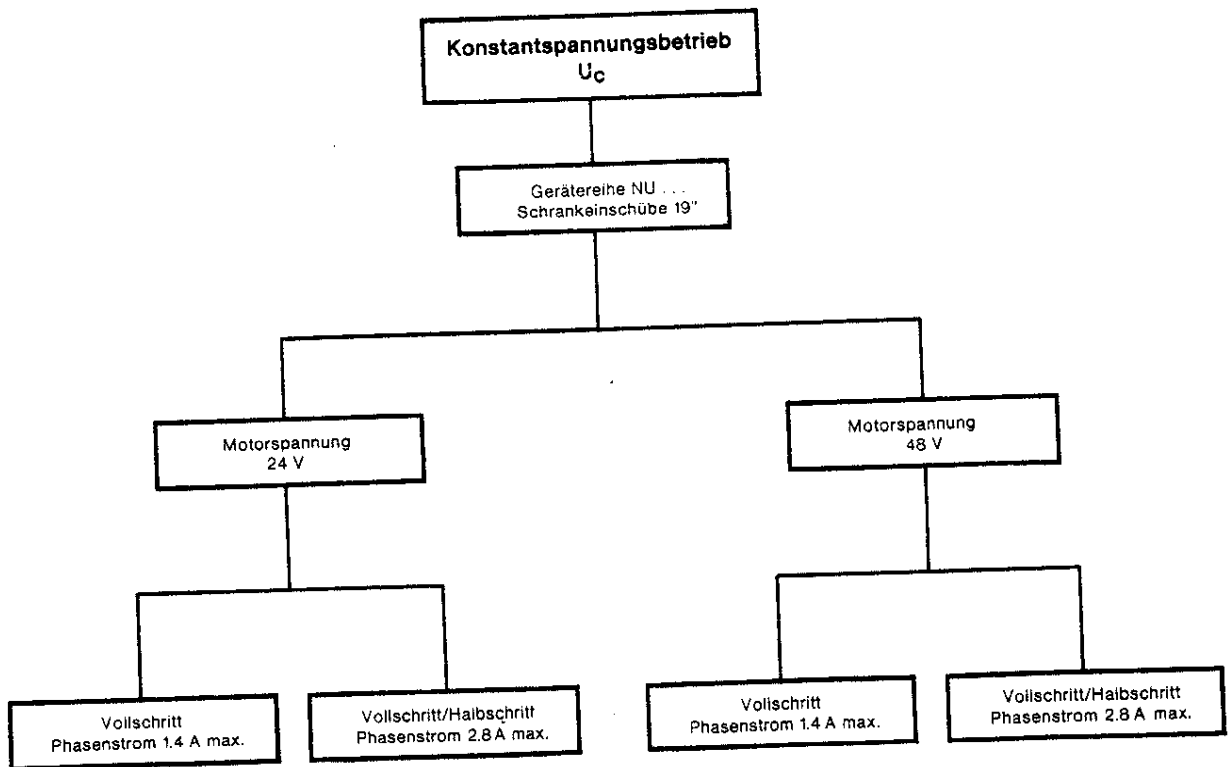 Konstantspannungsbetrieb
Uc
Gerätereihe NU ...
Schrankeinschübe 19"
Motorspannung
24 V
Motorspannung
48 V
Vollschritt
Phasenstrom 1.4 A max.
Vollschritt/Halbschritt
Phasenstrom 2.8 A max.
Vollschritt
Phasenstrom 1.4 A max.
Vollschritt/Halbschritt
Phasenstrom 2.8 A max.